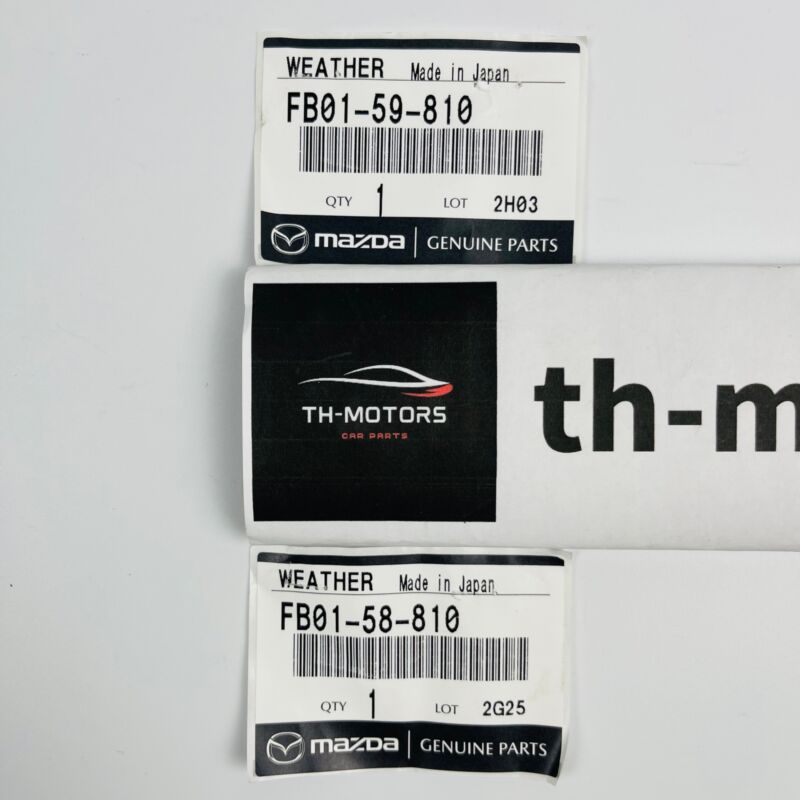 WEATHER Made in Japan
FB01-59-810
QTY 1 LOT 2H03
mazda GENUINE PARTS
TH-MOTORS
CAR PARTS
th-m
WEATHER Made in Japan
FB01-58-810
QTY 1 LOT 2G25
mazda GENUINE PARTS